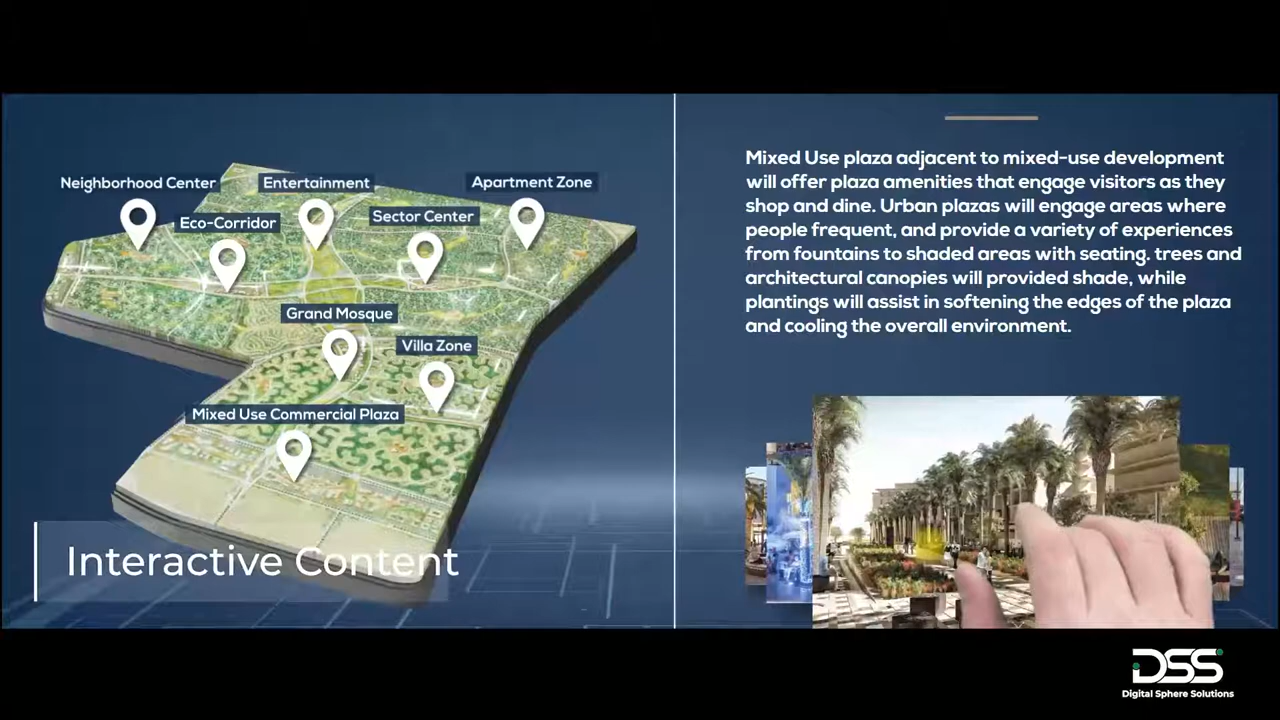 Neighborhood Center
Entertainment
Apartment Zone
Eco-Corridor
Sector Center
Grand Mosque
Villa Zone
Mixed Use Commercial Plaza
Interactive Content
Mixed Use plaza adjacent to mixed-use development
will offer plaza amenities that engage visitors as they
shop and dine. Urban plazas will engage areas where
people frequent, and provide a variety of experiences
from fountains to shaded areas with seating. trees and
architectural canopies will provided shade, while
plantings will assist in softening the edges of the plaza
and cooling the overall environment.
DSS
Digital Sphere Solutions